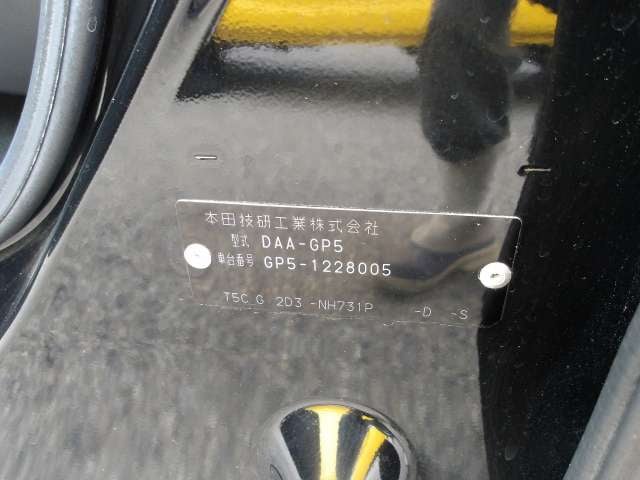 本田技研工業株式会社
型式 DAA-GP5
車台番号 GP5-1228005
T5C G 2D3 -NH731P -D -S